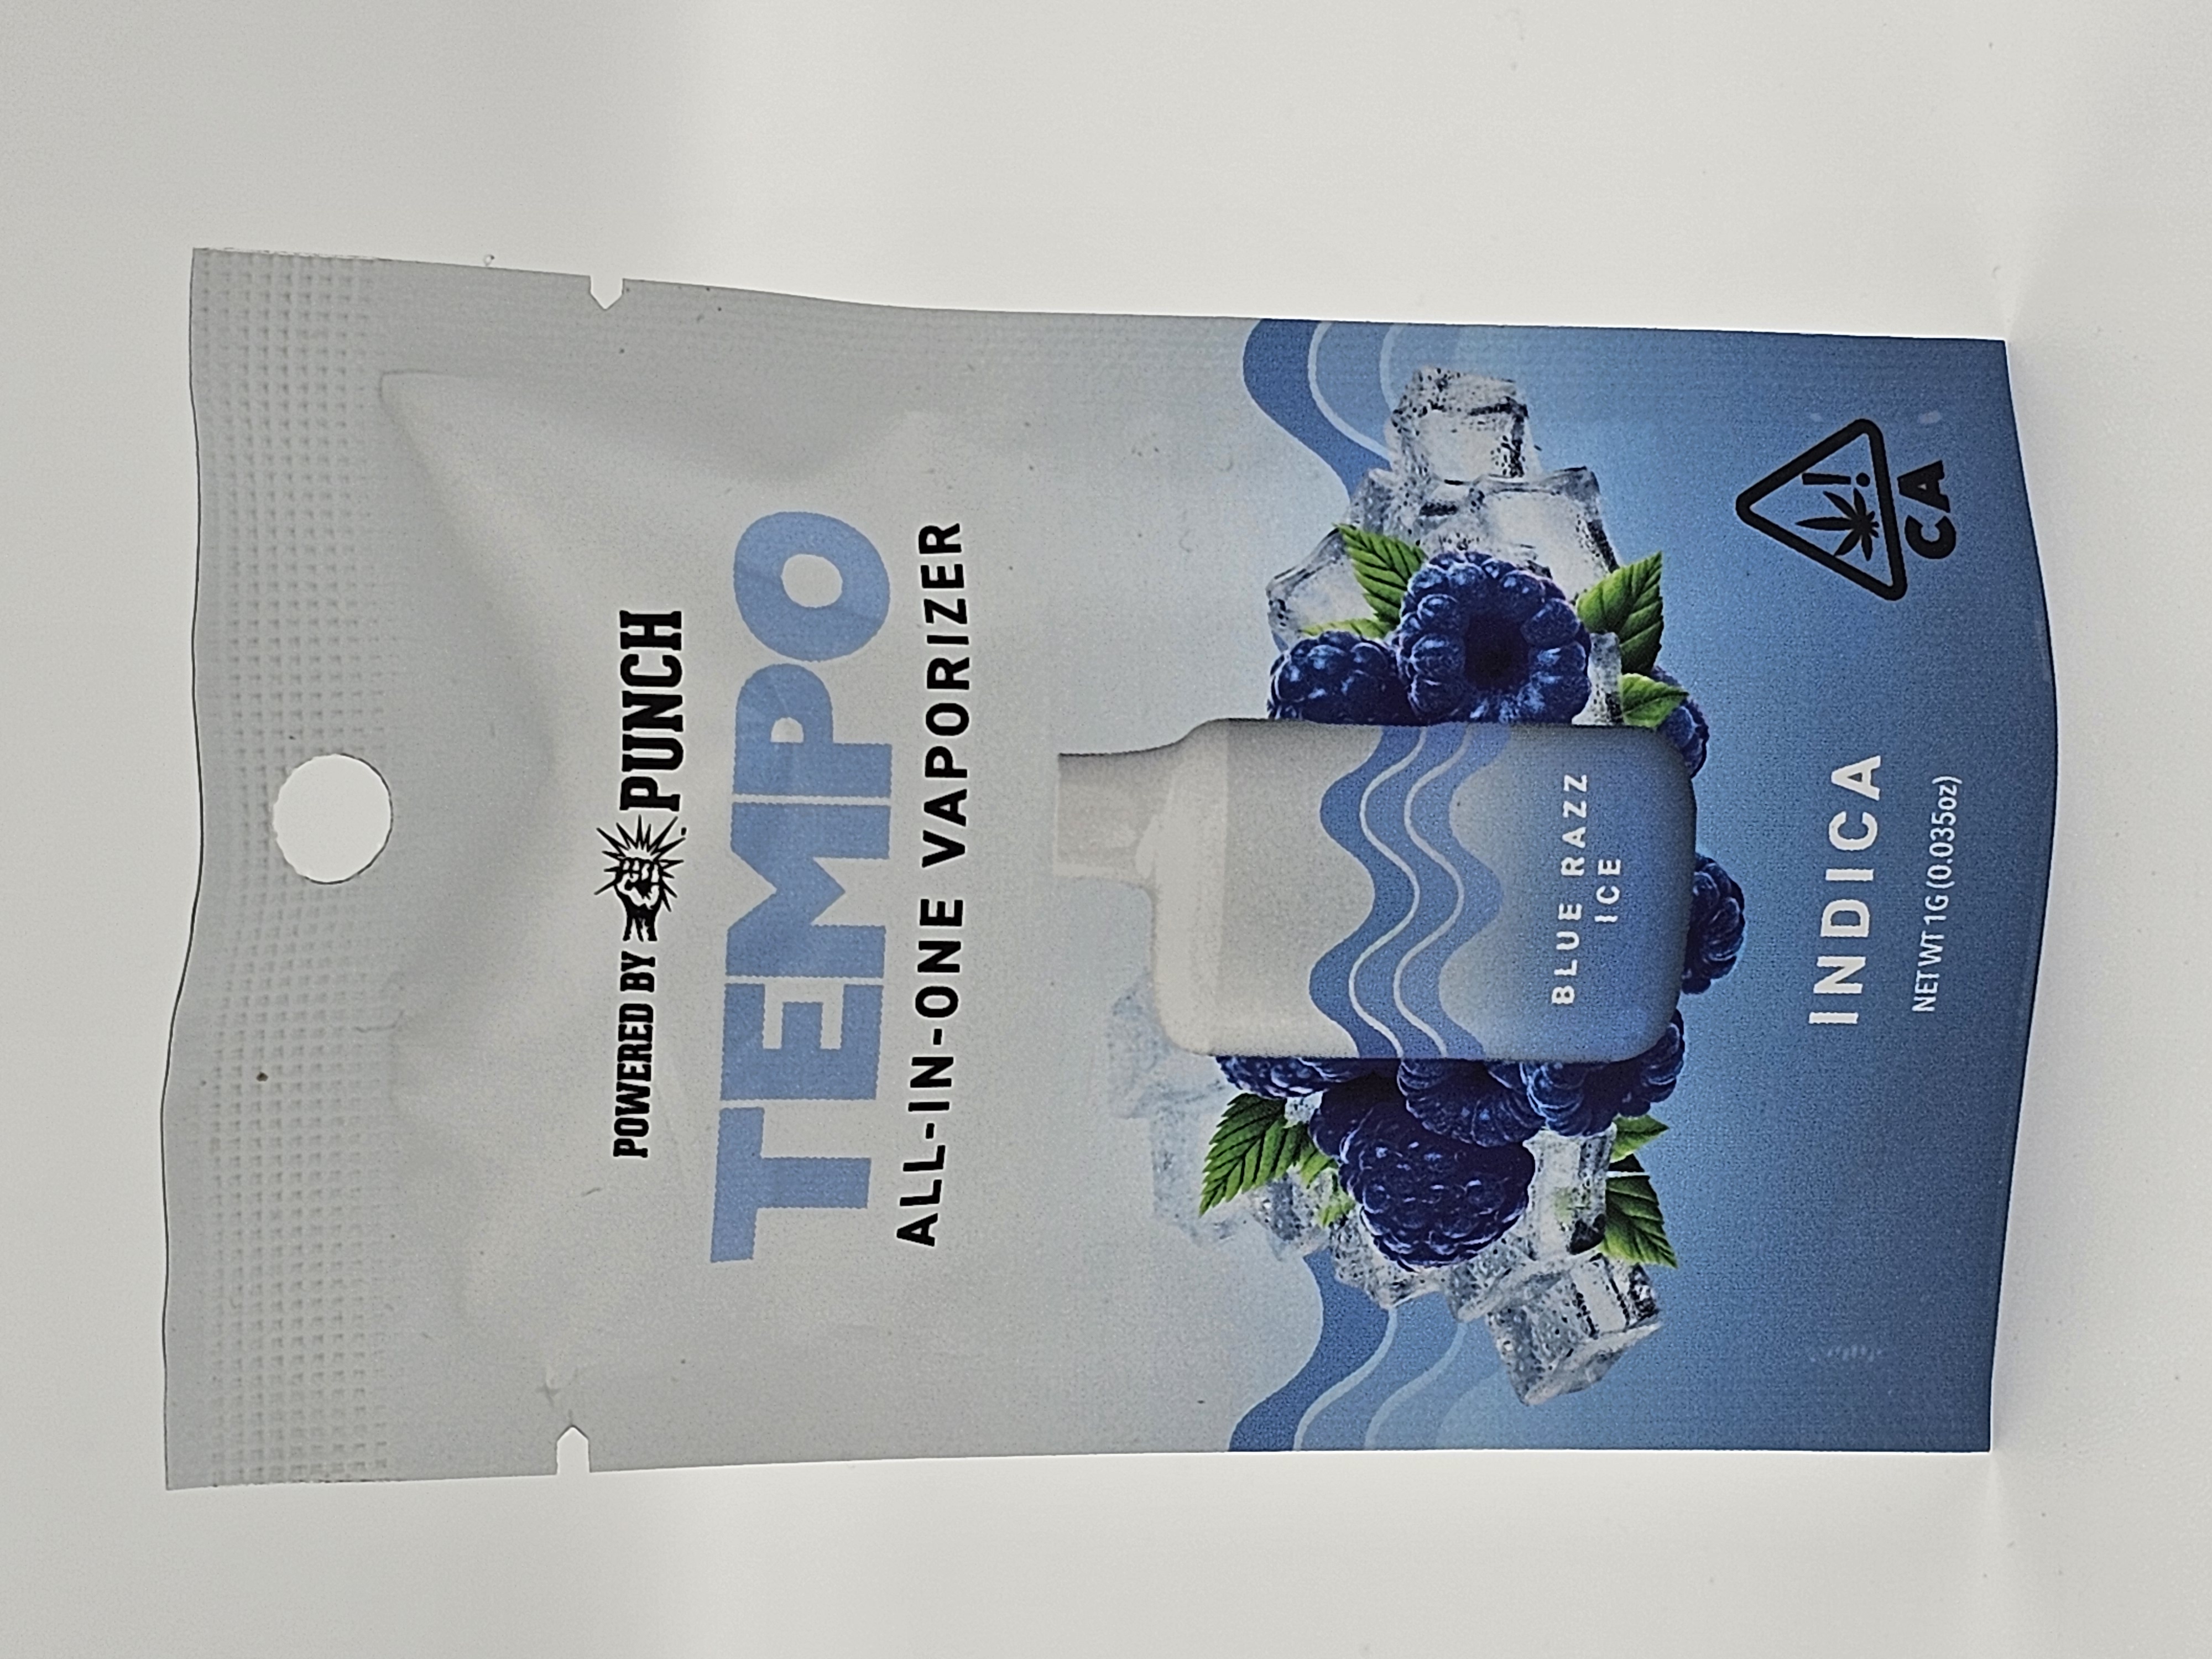 POWERED BY PUNCH
TEMPO
ALL-IN-ONE VAPORIZER
BLUE RAZZ
ICE
INDICA
NET WT 1G (0.035oz)
CA